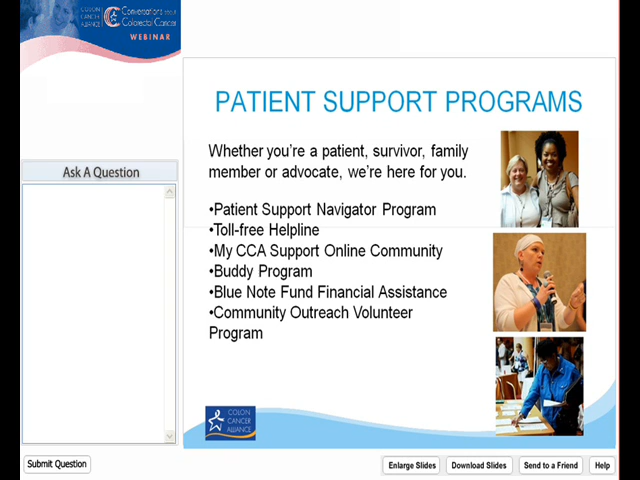 COLON
CANCER
ALLIANCE
Conversations about
Colorectal Cancer
WEBINAR
PATIENT SUPPORT PROGRAMS
Ask A Question
Whether you're a patient, survivor, family
member or advocate, we're here for you.
•Patient Support Navigator Program
•Toll-free Helpline
•My CCA Support Online Community
•Buddy Program
•Blue Note Fund Financial Assistance
•Community Outreach Volunteer
Program
COLON
CANCER
ALLIANCE
Submit Question
Enlarge Slides
Download Slides
Send to a Friend
Help